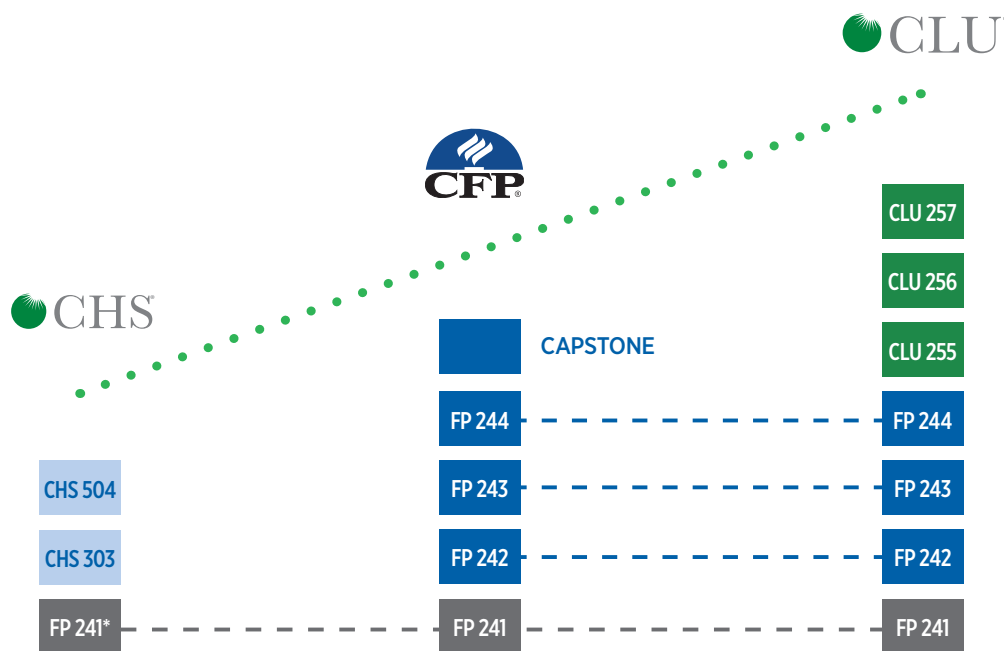 CLU
CFP®
CHS®
CLU 257
CLU 256
CAPSTONE
CLU 255
FP 244
FP 244
CHS 504
FP 243
FP 243
CHS 303
FP 242
FP 242
FP 241*
FP 241
FP 241